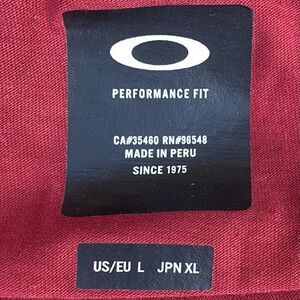 PERFORMANCE FIT
CA#35460 RN#96548
MADE IN PERU
SINCE 1975
US/EU L JPN XL